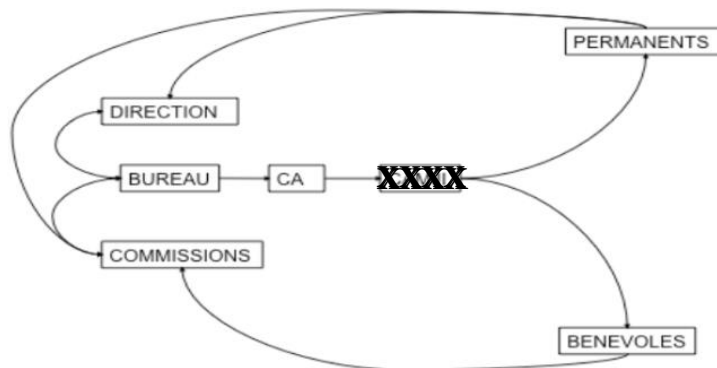 PERMANENTS
DIRECTION
BUREAU
CA
XXXX
COMMISSIONS
BENEVOLES